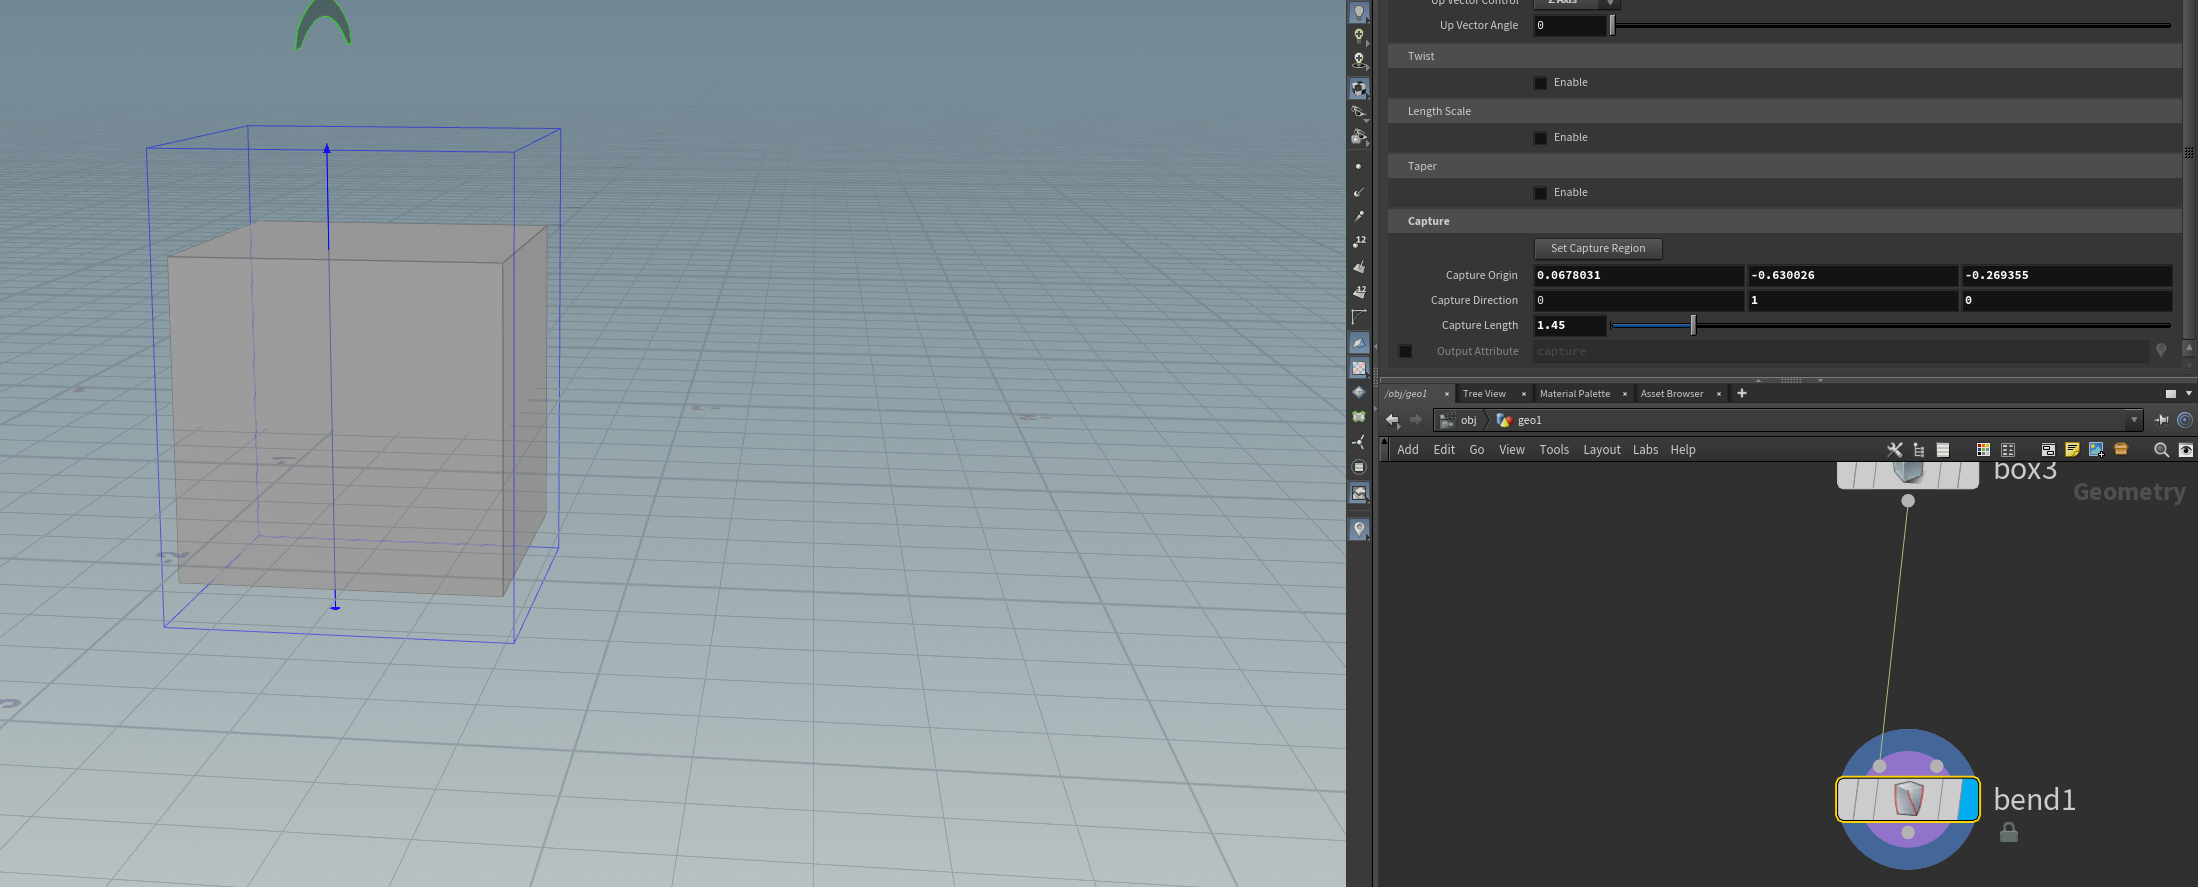 Up Vector Control Z Axis
Up Vector Angle 0
Twist
Enable
Length Scale
Enable
Taper
Enable
Capture
Set Capture Region
Capture Origin 0.0678031 -0.630026 -0.269355
Capture Direction 0 1 0
Capture Length 1.45
Output Attribute capture
/obj/geo1 × Tree View × Material Palette × Asset Browser ×
obj geo1
Add Edit Go View Tools Layout Labs Help
box3
Geometry
bend1
12
12